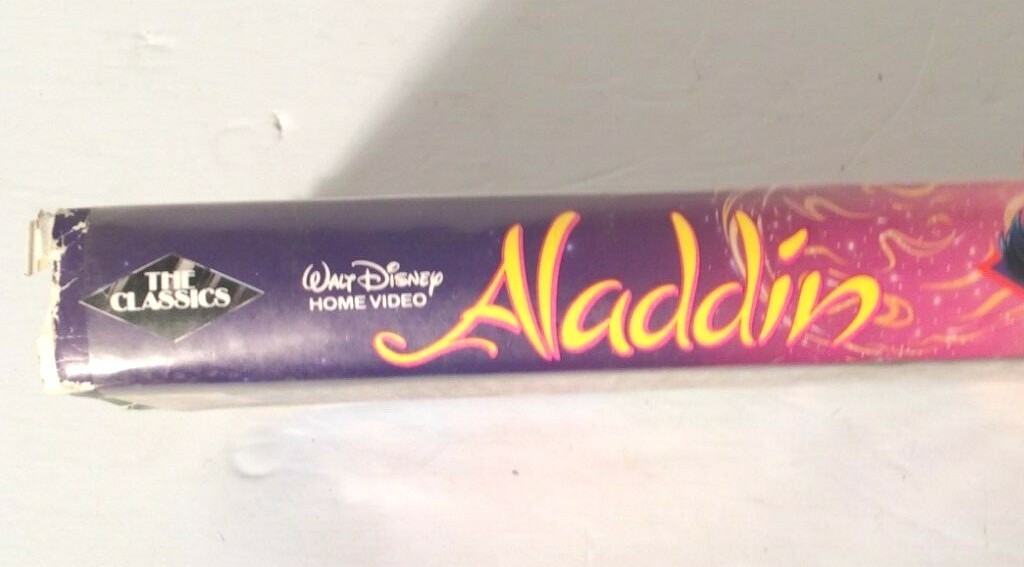 THE
CLASSICS
WALT DISNEY
HOME VIDEO
Aladdin